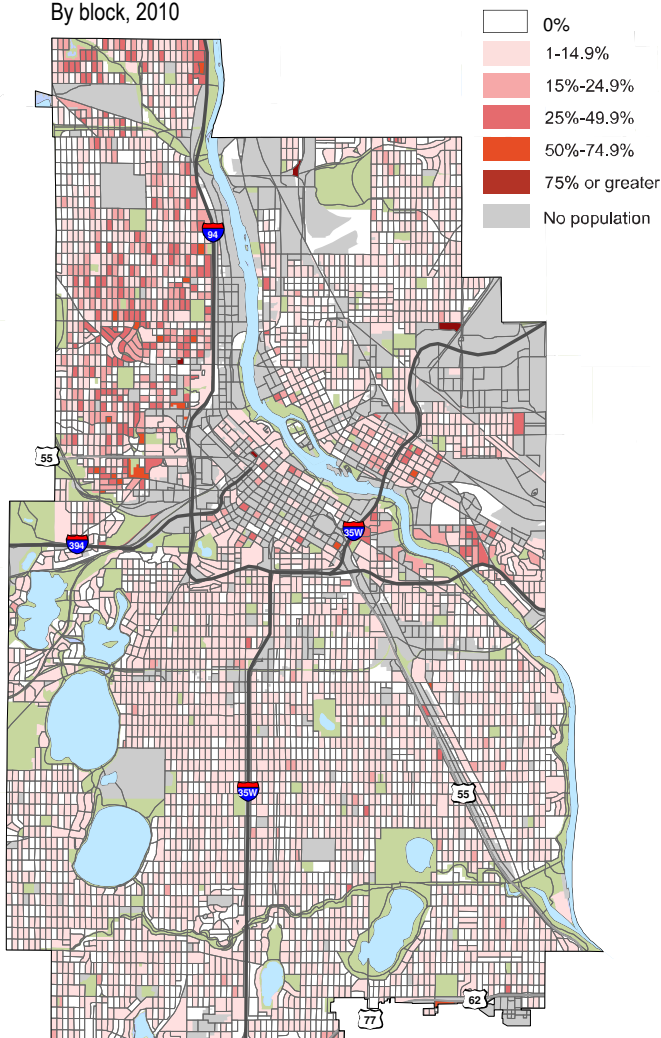 By block, 2010
0%
1-14.9%
15%-24.9%
25%-49.9%
50%-74.9%
75% or greater
No population
94
55
394
35W
35W
55
62
77